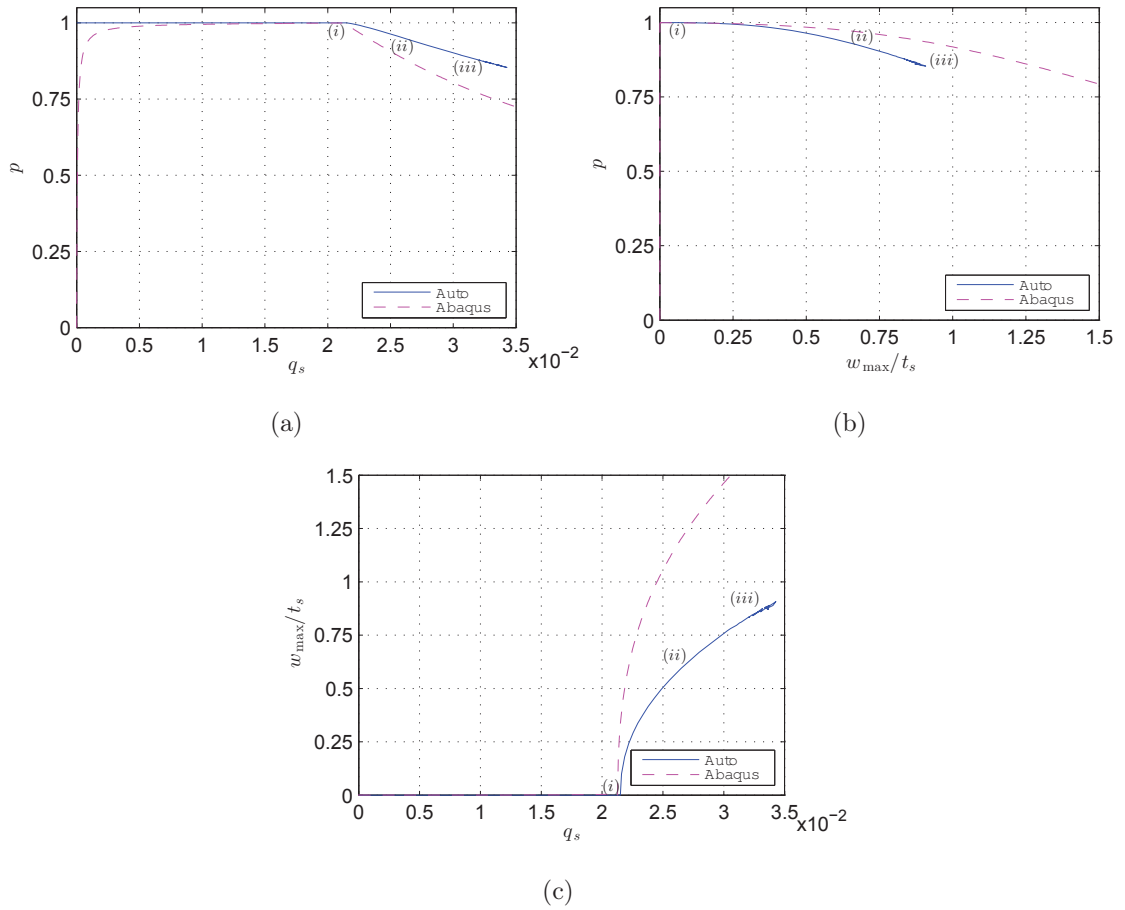 1
0.75
0.5
0.25
0
p
(i)
(ii)
(iii)
Auto
Abaqus
0 0.5 1 1.5 2 2.5 3 3.5
x10-2
q_s
(a)
1
0.75
0.5
0.25
0
p
(i)
(ii)
(iii)
Auto
Abaqus
0 0.25 0.5 0.75 1 1.25 1.5
w_max/t_s
(b)
1.5
1.25
1
0.75
0.5
0.25
0
w_max/t_s
(iii)
(ii)
(i)
Auto
Abaqus
0 0.5 1 1.5 2 2.5 3 3.5
x10-2
q_s
(c)